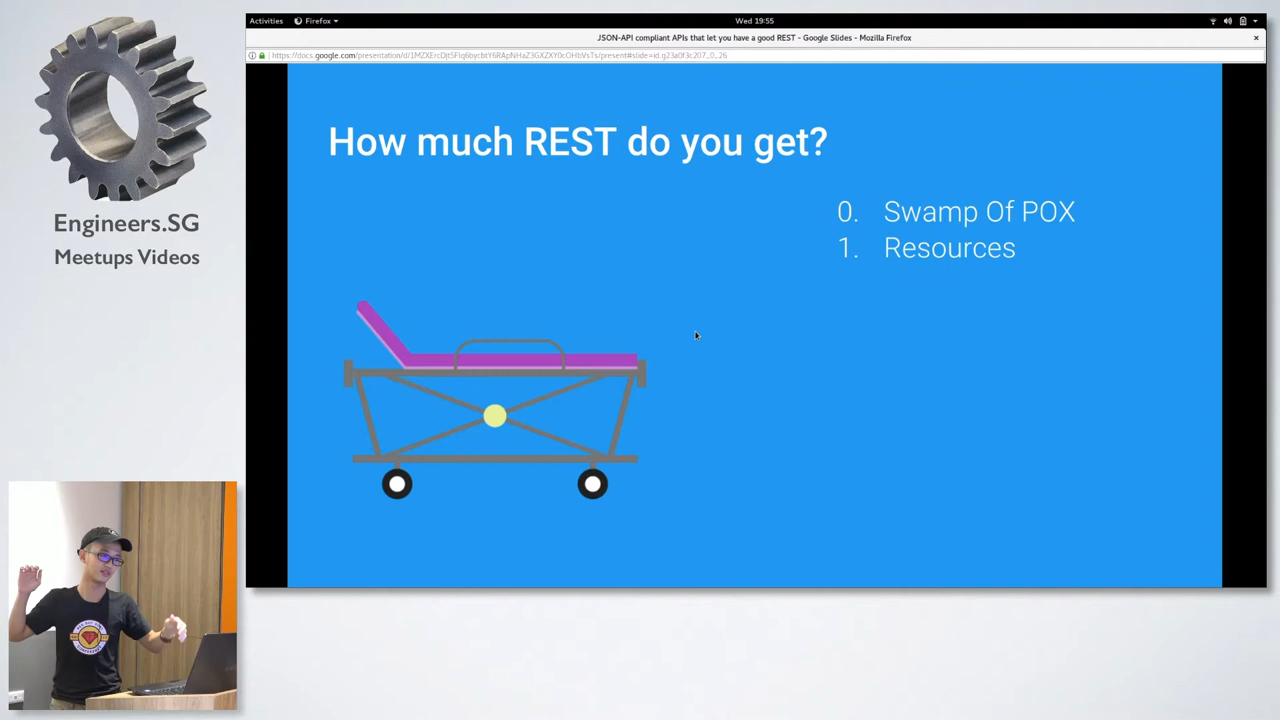 Activities Firefox Wed 19:55
JSON-API compliant APIs that let you have a good REST - Google Slides - Mozilla Firefox
How much REST do you get?
0. Swamp Of POX
1. Resources
Engineers.SG
Meetups Videos